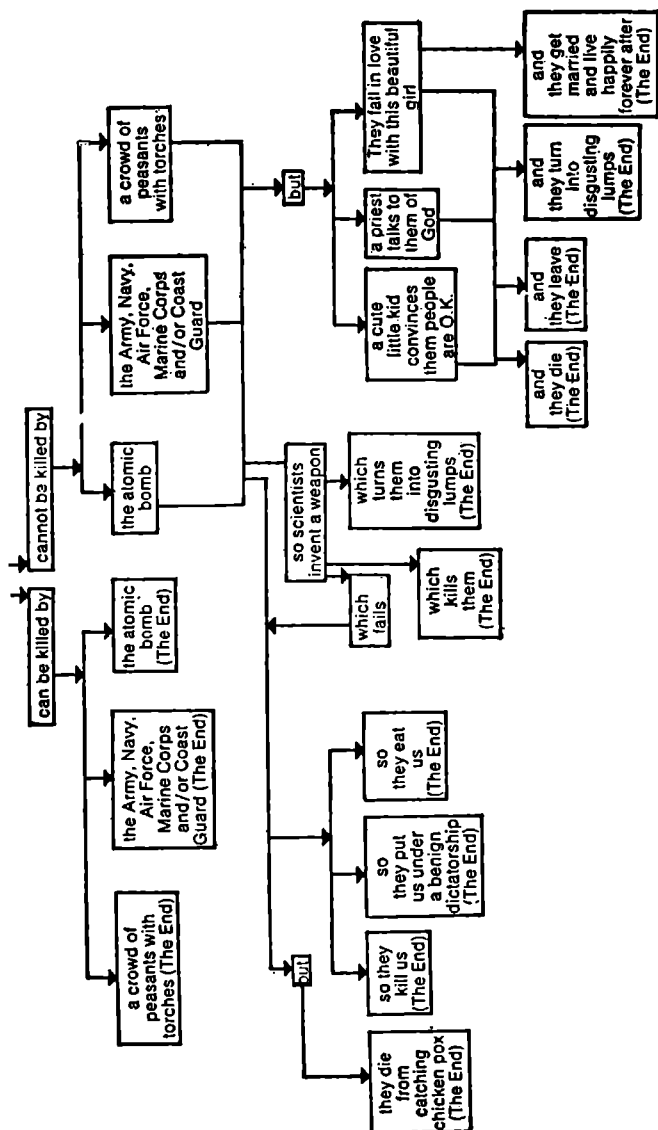 can be killed by
cannot be killed by
a crowd of
peasants with
torches (The End)
the Army, Navy,
Air Force,
Marine Corps
and/or Coast
Guard (The End)
the atomic
bomb
(The End)
the atomic
bomb
the Army, Navy,
Air Force,
Marine Corps
and/or Coast
Guard
a crowd of
peasants
with torches
but
they die
from
catching
chicken pox
(The End)
so they
kill us
(The End)
so
they put
us under
a benign
dictatorship
(The End)
so
they eat
us
(The End)
which
fails
so scientists
invent a weapon
which
kills
them
(The End)
which
turns
them
into
disgusting
lumps
(The End)
but
a cute
little kid
convinces
them people
are O.K.
a priest
talks to
them of
God
They fall in love
with this beautiful
girl
and
they die
(The End)
and
they leave
(The End)
and
they turn
into
disgusting
lumps
(The End)
and
they get
married
and live
happily
forever after
(The End)